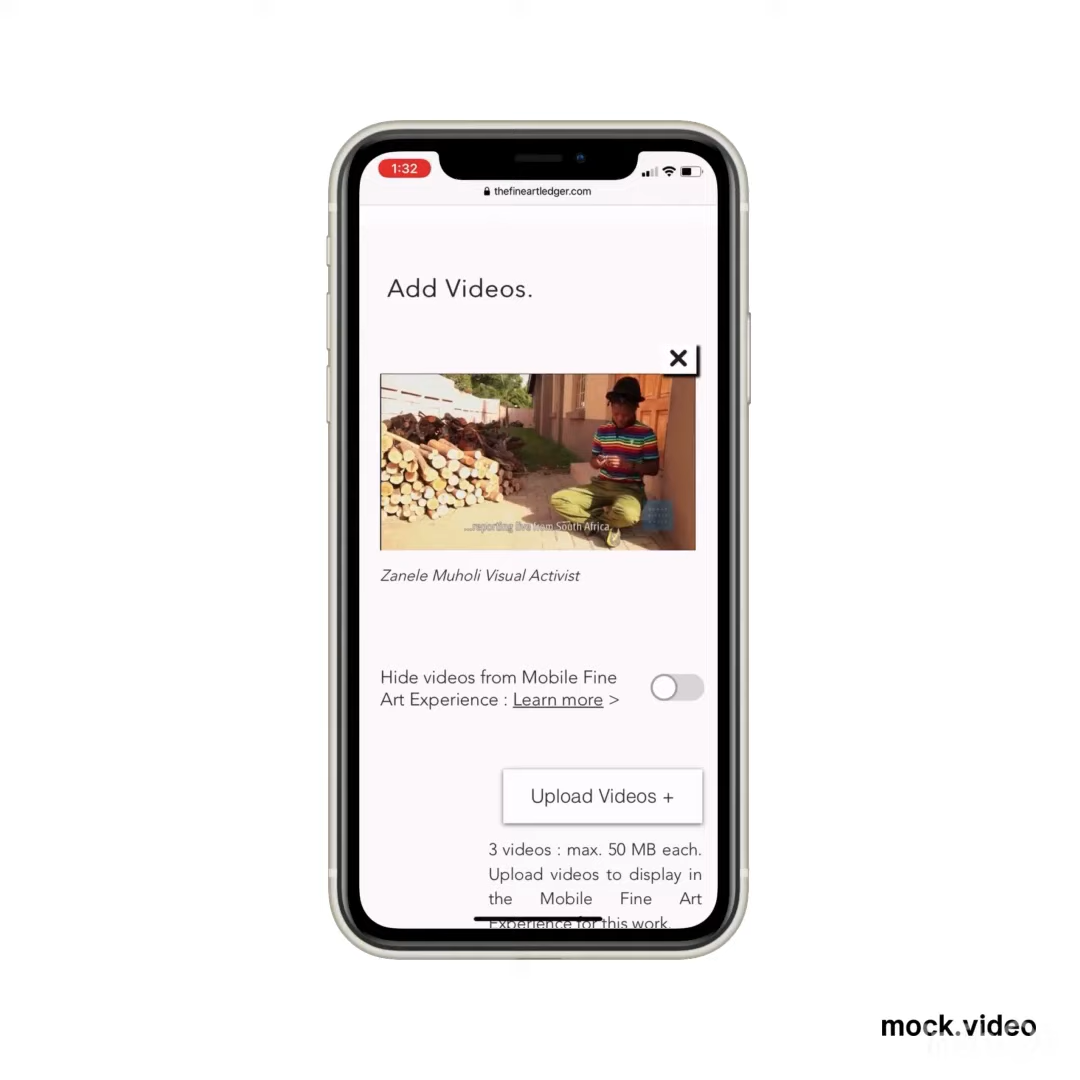 1:32
thefineartledger.com
Add Videos.
...reporting live from South Africa.
Zanele Muholi Visual Activist
Hide videos from Mobile Fine
Art Experience : Learn more >
Upload Videos +
3 videos : max. 50 MB each.
Upload videos to display in
the Mobile Fine Art
Experience for this work.
mock.video